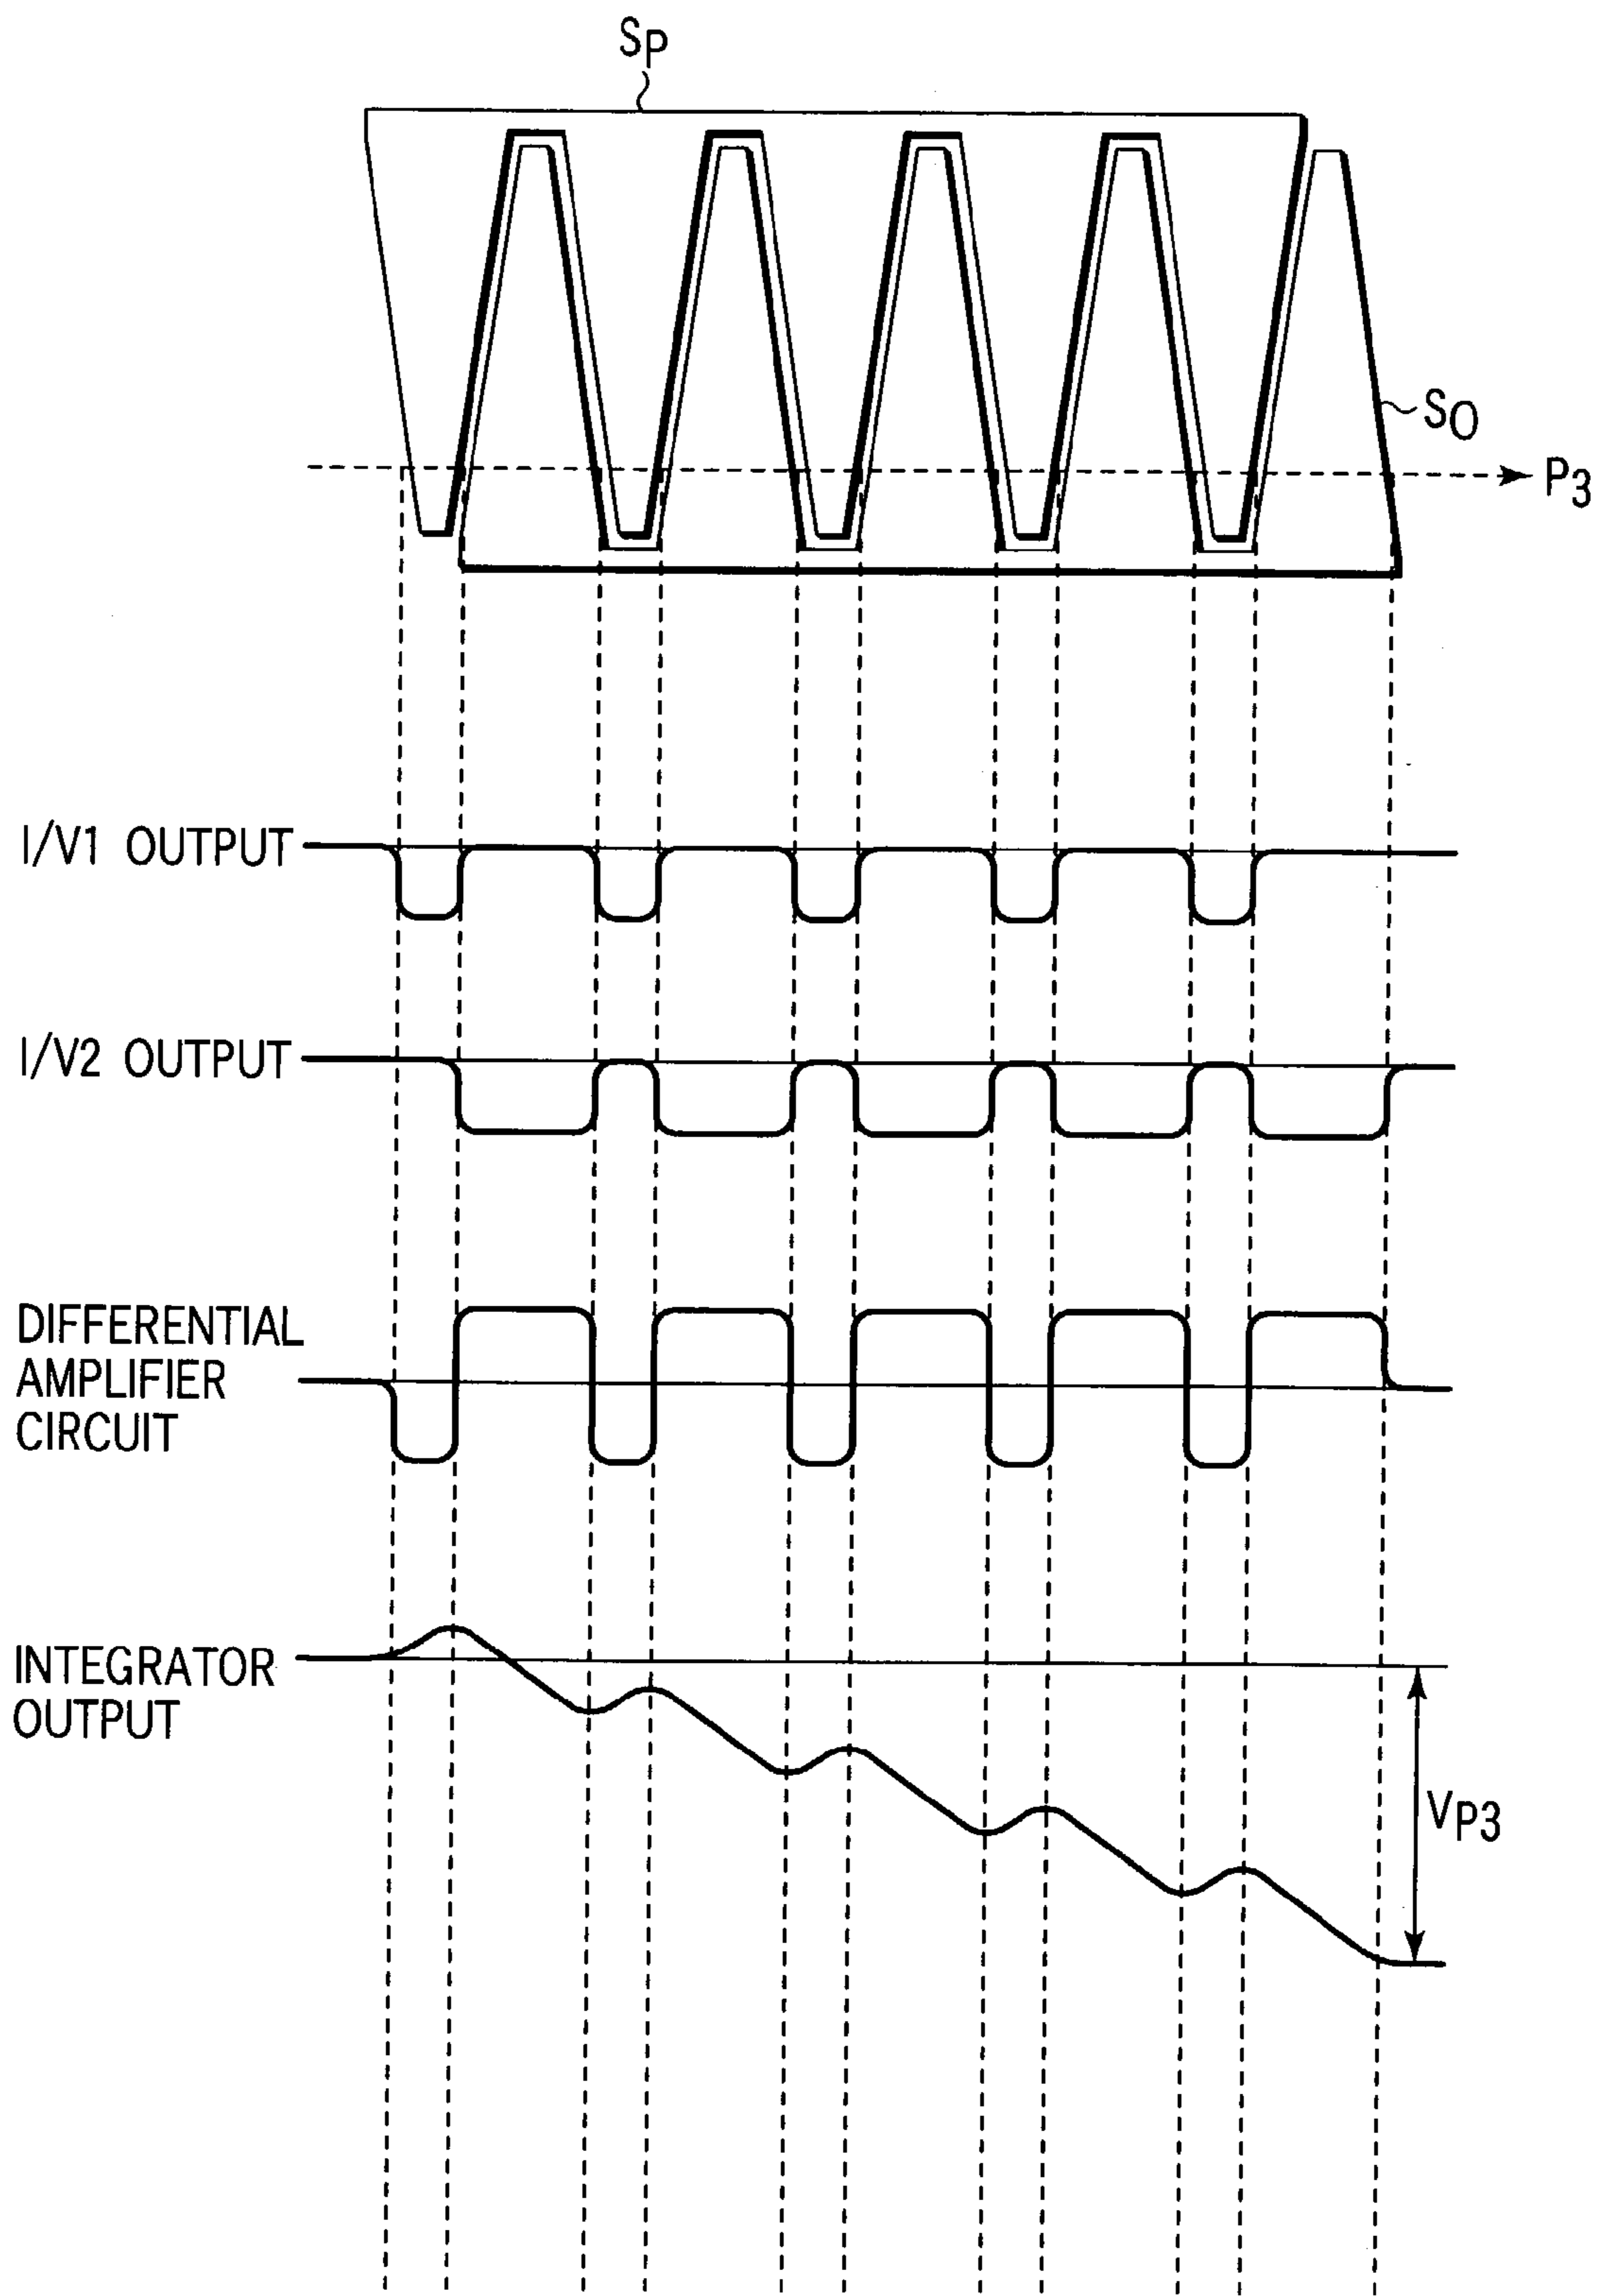 SP
SO
P3
I/V1 OUTPUT
I/V2 OUTPUT
DIFFERENTIAL
AMPLIFIER
CIRCUIT
INTEGRATOR
OUTPUT
VP3